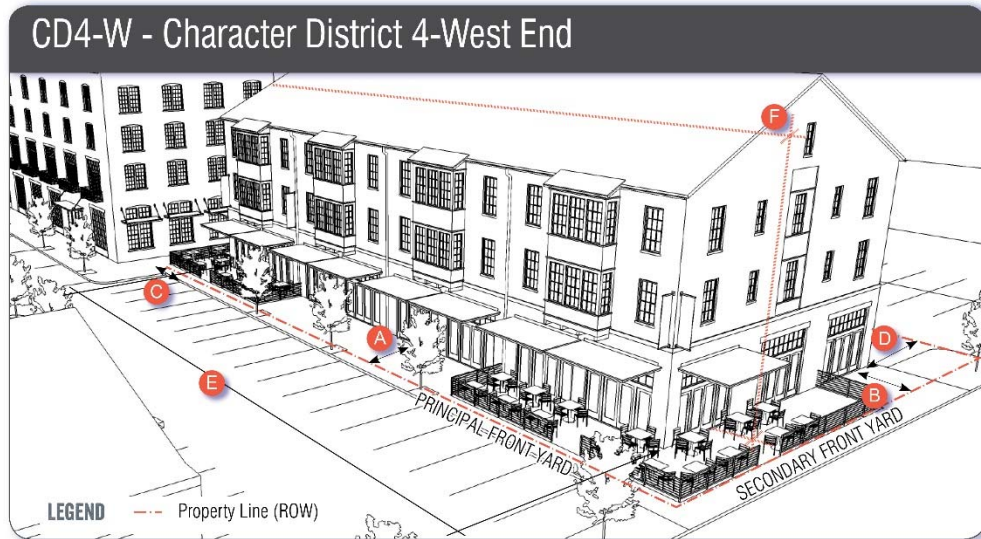 CD4-W - Character District 4-West End
F
C
A
E
D
B
PRINCIPAL FRONT YARD
SECONDARY FRONT YARD
LEGEND Property Line (ROW)